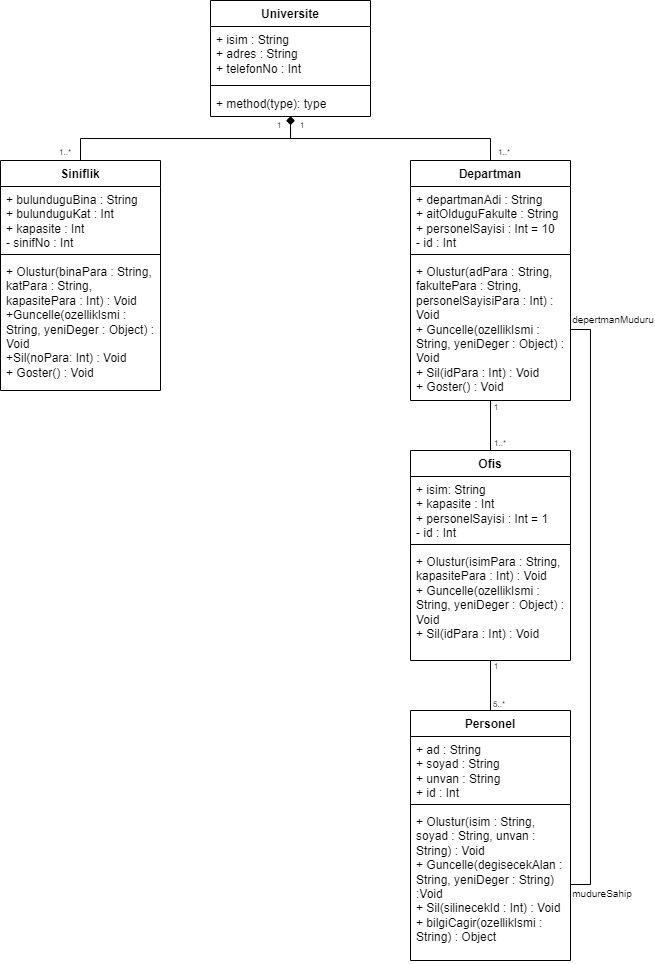 Universite
+ isim : String
+ adres : String
+ telefonNo : Int
+ method(type): type
1
1
1..*
1..*
Siniflik
+ bulunduguBina : String
+ bulunduguKat : Int
+ kapasite : Int
- sinifNo : Int
+ Olustur(binaPara : String,
katPara : String,
kapasitePara : Int) : Void
+Guncelle(ozellikIsmi :
String, yeniDeger : Object) :
Void
+Sil(noPara: Int) : Void
+ Goster() : Void
Departman
+ departmanAdi : String
+ aitOlduguFakulte : String
+ personelSayisi : Int = 10
- id : Int
+ Olustur(adPara : String,
fakultePara : String,
personelSayisiPara : Int) :
Void
+ Guncelle(ozellikIsmi :
String, yeniDeger : Object) :
Void
+ Sil(idPara : Int) : Void
+ Goster() : Void
depertmanMuduru
1
1..*
Ofis
+ isim: String
+ kapasite : Int
+ personelSayisi : Int = 1
- id : Int
+ Olustur(isimPara : String,
kapasitePara : Int) : Void
+ Guncelle(ozellikIsmi :
String, yeniDeger : Object) :
Void
+ Sil(idPara : Int) : Void
1
5..*
Personel
+ ad : String
+ soyad : String
+ unvan : String
+ id : Int
+ Olustur(isim : String,
soyad : String, unvan :
String) : Void
+ Guncelle(degisecekAlan :
String, yeniDeger : String)
:Void
+ Sil(silinecekId : Int) : Void
+ bilgiCagir(ozellikIsmi :
String) : Object
mudureSahip